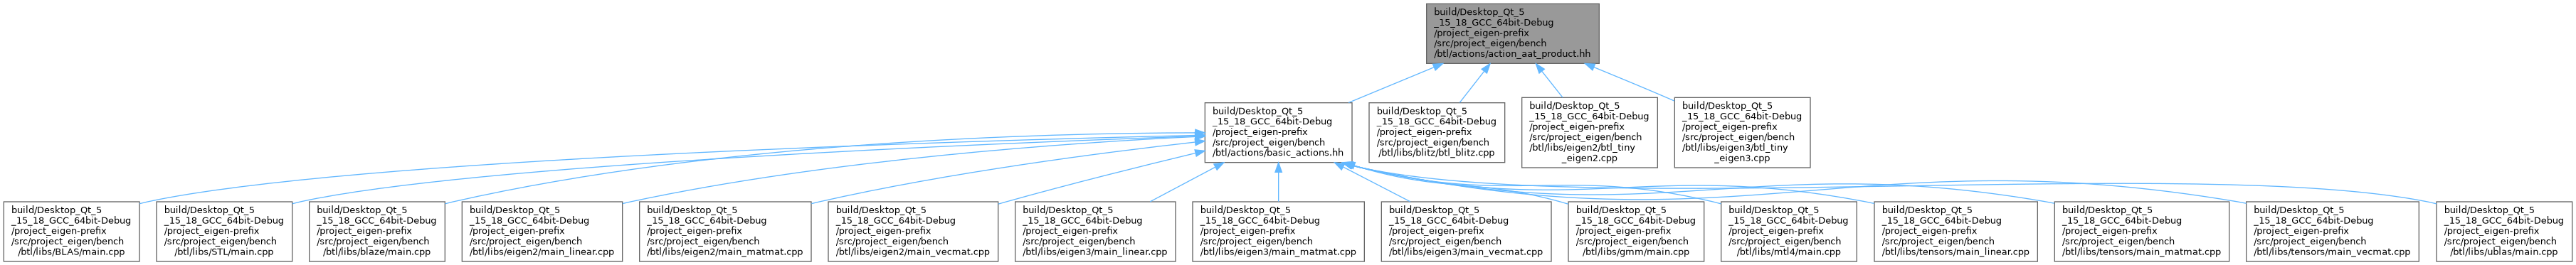 build/Desktop_Qt_5
_15_18_GCC_64bit-Debug
/project_eigen-prefix
/src/project_eigen/bench
/btl/actions/action_aat_product.hh
build/Desktop_Qt_5
_15_18_GCC_64bit-Debug
/project_eigen-prefix
/src/project_eigen/bench
/btl/actions/basic_actions.hh
build/Desktop_Qt_5
_15_18_GCC_64bit-Debug
/project_eigen-prefix
/src/project_eigen/bench
/btl/libs/blitz/btl_blitz.cpp
build/Desktop_Qt_5
_15_18_GCC_64bit-Debug
/project_eigen-prefix
/src/project_eigen/bench
/btl/libs/eigen2/btl_tiny
_eigen2.cpp
build/Desktop_Qt_5
_15_18_GCC_64bit-Debug
/project_eigen-prefix
/src/project_eigen/bench
/btl/libs/eigen3/btl_tiny
_eigen3.cpp
build/Desktop_Qt_5
_15_18_GCC_64bit-Debug
/project_eigen-prefix
/src/project_eigen/bench
/btl/libs/BLAS/main.cpp
build/Desktop_Qt_5
_15_18_GCC_64bit-Debug
/project_eigen-prefix
/src/project_eigen/bench
/btl/libs/STL/main.cpp
build/Desktop_Qt_5
_15_18_GCC_64bit-Debug
/project_eigen-prefix
/src/project_eigen/bench
/btl/libs/blaze/main.cpp
build/Desktop_Qt_5
_15_18_GCC_64bit-Debug
/project_eigen-prefix
/src/project_eigen/bench
/btl/libs/eigen2/main_linear.cpp
build/Desktop_Qt_5
_15_18_GCC_64bit-Debug
/project_eigen-prefix
/src/project_eigen/bench
/btl/libs/eigen2/main_matmat.cpp
build/Desktop_Qt_5
_15_18_GCC_64bit-Debug
/project_eigen-prefix
/src/project_eigen/bench
/btl/libs/eigen2/main_vecmat.cpp
build/Desktop_Qt_5
_15_18_GCC_64bit-Debug
/project_eigen-prefix
/src/project_eigen/bench
/btl/libs/eigen3/main_linear.cpp
build/Desktop_Qt_5
_15_18_GCC_64bit-Debug
/project_eigen-prefix
/src/project_eigen/bench
/btl/libs/eigen3/main_matmat.cpp
build/Desktop_Qt_5
_15_18_GCC_64bit-Debug
/project_eigen-prefix
/src/project_eigen/bench
/btl/libs/eigen3/main_vecmat.cpp
build/Desktop_Qt_5
_15_18_GCC_64bit-Debug
/project_eigen-prefix
/src/project_eigen/bench
/btl/libs/gmm/main.cpp
build/Desktop_Qt_5
_15_18_GCC_64bit-Debug
/project_eigen-prefix
/src/project_eigen/bench
/btl/libs/mtl4/main.cpp
build/Desktop_Qt_5
_15_18_GCC_64bit-Debug
/project_eigen-prefix
/src/project_eigen/bench
/btl/libs/tensors/main_linear.cpp
build/Desktop_Qt_5
_15_18_GCC_64bit-Debug
/project_eigen-prefix
/src/project_eigen/bench
/btl/libs/tensors/main_matmat.cpp
build/Desktop_Qt_5
_15_18_GCC_64bit-Debug
/project_eigen-prefix
/src/project_eigen/bench
/btl/libs/tensors/main_vecmat.cpp
build/Desktop_Qt_5
_15_18_GCC_64bit-Debug
/project_eigen-prefix
/src/project_eigen/bench
/btl/libs/ublas/main.cpp